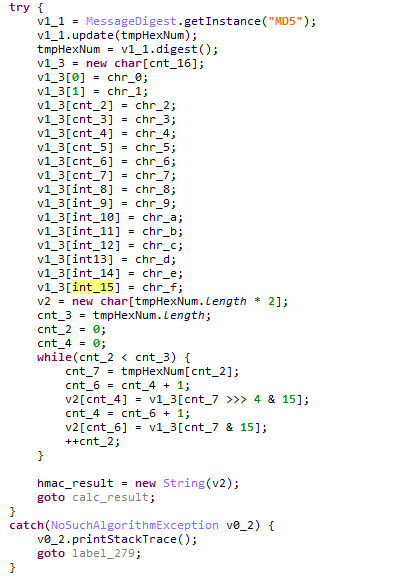 try {
v1_1 = MessageDigest.getInstance("MD5");
v1_1.update(tmpHexNum);
tmpHexNum = v1_1.digest();
v1_3 = new char[cnt_16];
v1_3[0] = chr_0;
v1_3[1] = chr_1;
v1_3[cnt_2] = chr_2;
v1_3[cnt_3] = chr_3;
v1_3[cnt_4] = chr_4;
v1_3[cnt_5] = chr_5;
v1_3[cnt_6] = chr_6;
v1_3[cnt_7] = chr_7;
v1_3[int_8] = chr_8;
v1_3[int_9] = chr_9;
v1_3[int_10] = chr_a;
v1_3[int_11] = chr_b;
v1_3[int_12] = chr_c;
v1_3[int13] = chr_d;
v1_3[int_14] = chr_e;
v1_3[int_15] = chr_f;
v2 = new char[tmpHexNum.length * 2];
cnt_3 = tmpHexNum.length;
cnt_2 = 0;
cnt_4 = 0;
while(cnt_2 < cnt_3) {
cnt_7 = tmpHexNum[cnt_2];
cnt_6 = cnt_4 + 1;
v2[cnt_4] = v1_3[cnt_7 >>> 4 & 15];
cnt_4 = cnt_6 + 1;
v2[cnt_6] = v1_3[cnt_7 & 15];
++cnt_2;
}
hmac_result = new String(v2);
goto calc_result;
}
catch(NoSuchAlgorithmException v0_2) {
v0_2.printStackTrace();
goto label_279;
}